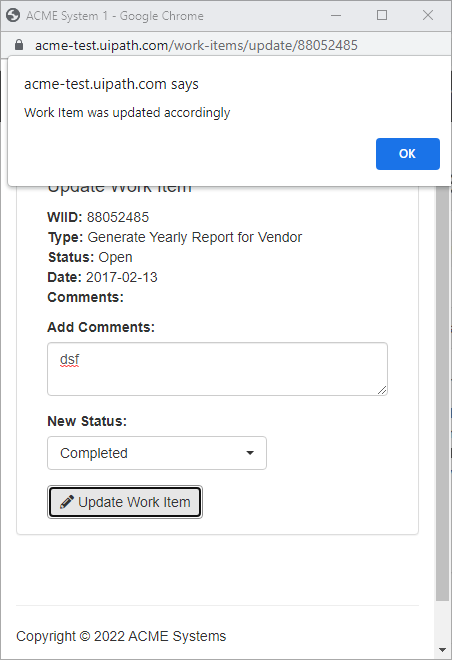 ACME System 1 - Google Chrome
acme-test.uipath.com/work-items/update/88052485
acme-test.uipath.com says
Work Item was updated accordingly
OK
Update Work Item
WIID: 88052485
Type: Generate Yearly Report for Vendor
Status: Open
Date: 2017-02-13
Comments:
Add Comments:
dsf
New Status:
Completed
Update Work Item
Copyright © 2022 ACME Systems